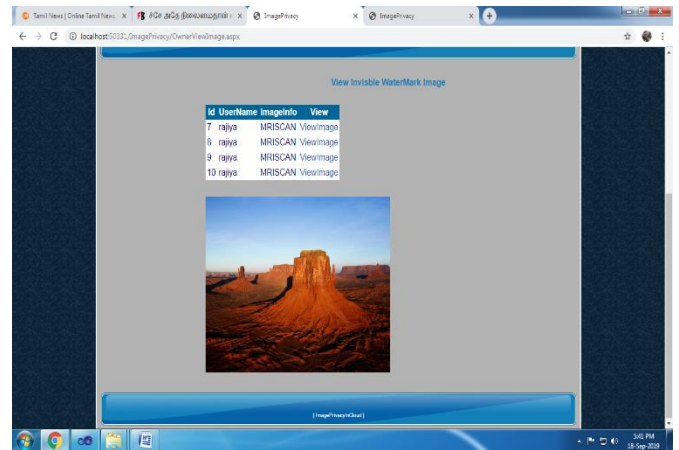 Tamil News | Online Tamil News
ImagePrivacy
ImagePrivacy
localhost:50331/ImagePrivacy/OwnerViewImage.aspx
View Invisble WaterMark Image
Id UserName ImageInfo View
7 rajiya MRISCAN ViewImage
8 rajiya MRISCAN ViewImage
9 rajiya MRISCAN ViewImage
10 rajiya MRISCAN ViewImage
| ImagePrivacyInCloud |
5:41 PM
18-Sep-2019